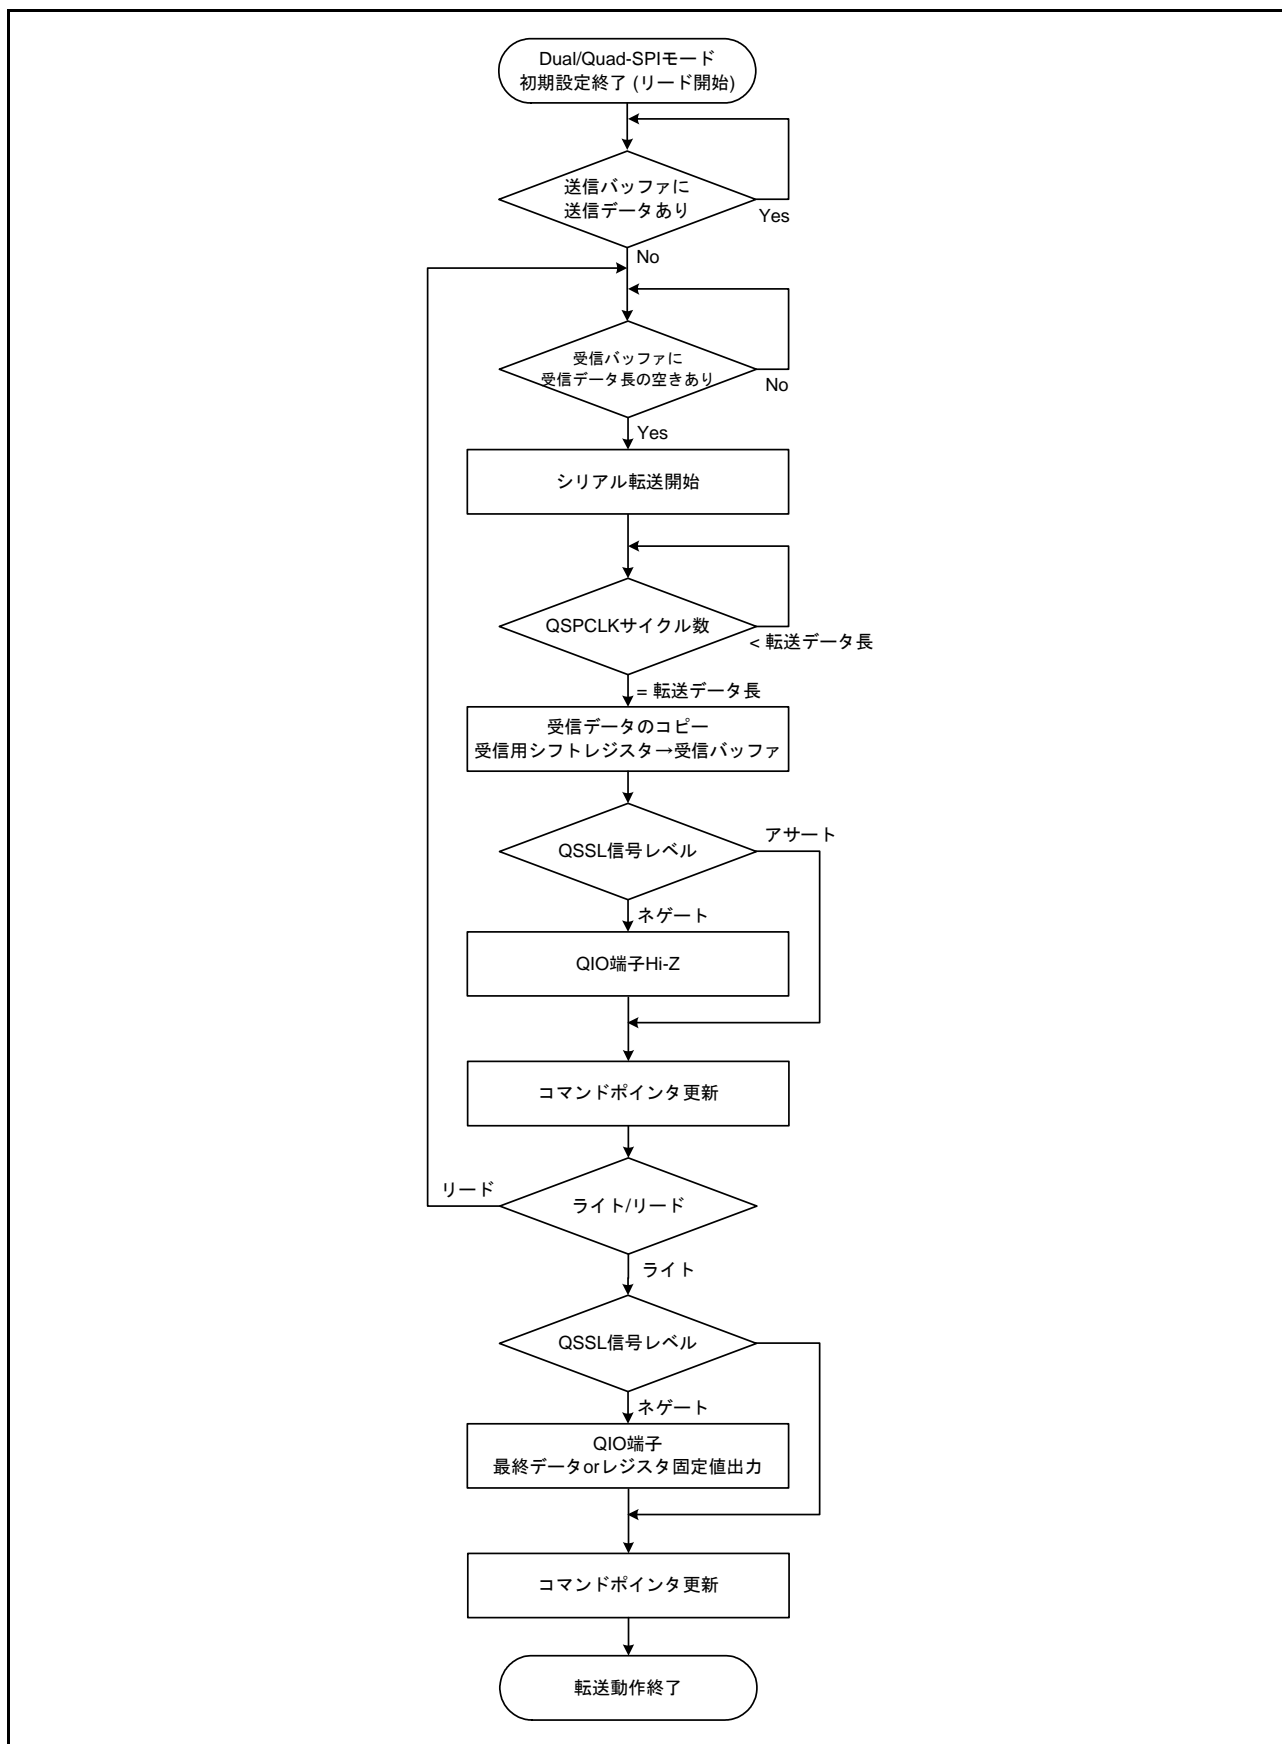 Dual/Quad-SPIモード
初期設定終了 (リード開始)
送信バッファに
送信データあり
Yes
No
受信バッファに
受信データ長の空きあり
No
Yes
シリアル転送開始
QSPCLKサイクル数
< 転送データ長
= 転送データ長
受信データのコピー
受信用シフトレジスタ→受信バッファ
アサート
QSSL信号レベル
ネゲート
QIO端子Hi-Z
コマンドポインタ更新
リード
ライト/リード
ライト
QSSL信号レベル
ネゲート
QIO端子
最終データorレジスタ固定値出力
コマンドポインタ更新
転送動作終了